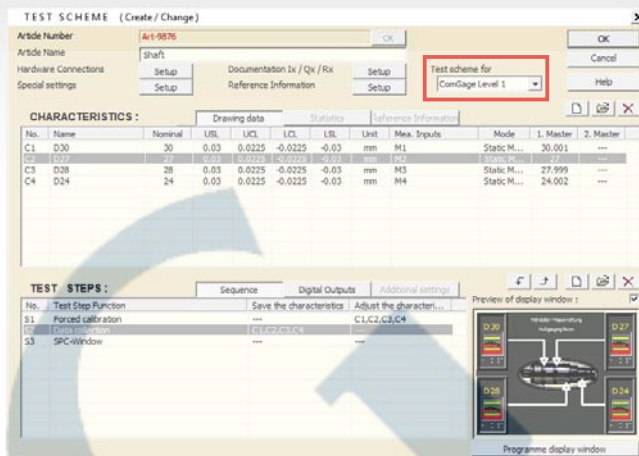 TEST SCHEME (Create / Change)
Article Number Art-9876 OK OK
Article Name Shaft Cancel
Hardware Connections Setup Documentation Ix / Qx / Rx Setup Test scheme for
Special settings Setup Reference Information Setup ComGage Level 1 Help
CHARACTERISTICS : Drawing data Statistics Reference Information
No. Name Nominal USL UCL LCL LSL Unit Mea. Inputs Mode 1. Master 2. Master
C1 D30 30 0.03 0.0225 -0.0225 -0.03 mm M1 Static M... 30.001 ---
C2 D27 27 0.03 0.0225 -0.0225 -0.03 mm M2 Static M... 27 ---
C3 D28 28 0.03 0.0225 -0.0225 -0.03 mm M3 Static M... 27.999 ---
C4 D24 24 0.03 0.0225 -0.0225 -0.03 mm M4 Static M... 24.002 ---
TEST STEPS : Sequence Digital Outputs Additional settings
Preview of display window :
No. Test Step Function Save the characteristics Adjust the characteri...
S1 Forced calibration --- C1,C2,C3,C4
S2 Data collection C1,C2,C3,C4 ---
S3 SPC-Window --- ---
D30 D27
D28 D24
Programme display window